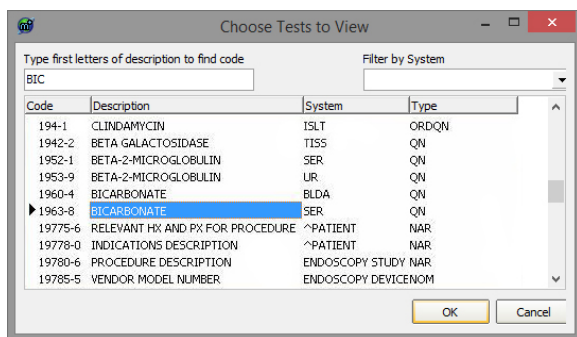 Choose Tests to View
Type first letters of description to find code Filter by System
BIC
Code Description System Type
194-1 CLINDAMYCIN ISLT ORDQN
1942-2 BETA GALACTOSIDASE TISS QN
1952-1 BETA-2-MICROGLOBULIN SER QN
1953-9 BETA-2-MICROGLOBULIN UR QN
1960-4 BICARBONATE BLDA QN
1963-8 BICARBONATE SER QN
19775-6 RELEVANT HX AND PX FOR PROCEDURE ^PATIENT NAR
19778-0 INDICATIONS DESCRIPTION ^PATIENT NAR
19780-6 PROCEDURE DESCRIPTION ENDOSCOPY STUDY NAR
19785-5 VENDOR MODEL NUMBER ENDOSCOPY DEVICENOM
OK Cancel